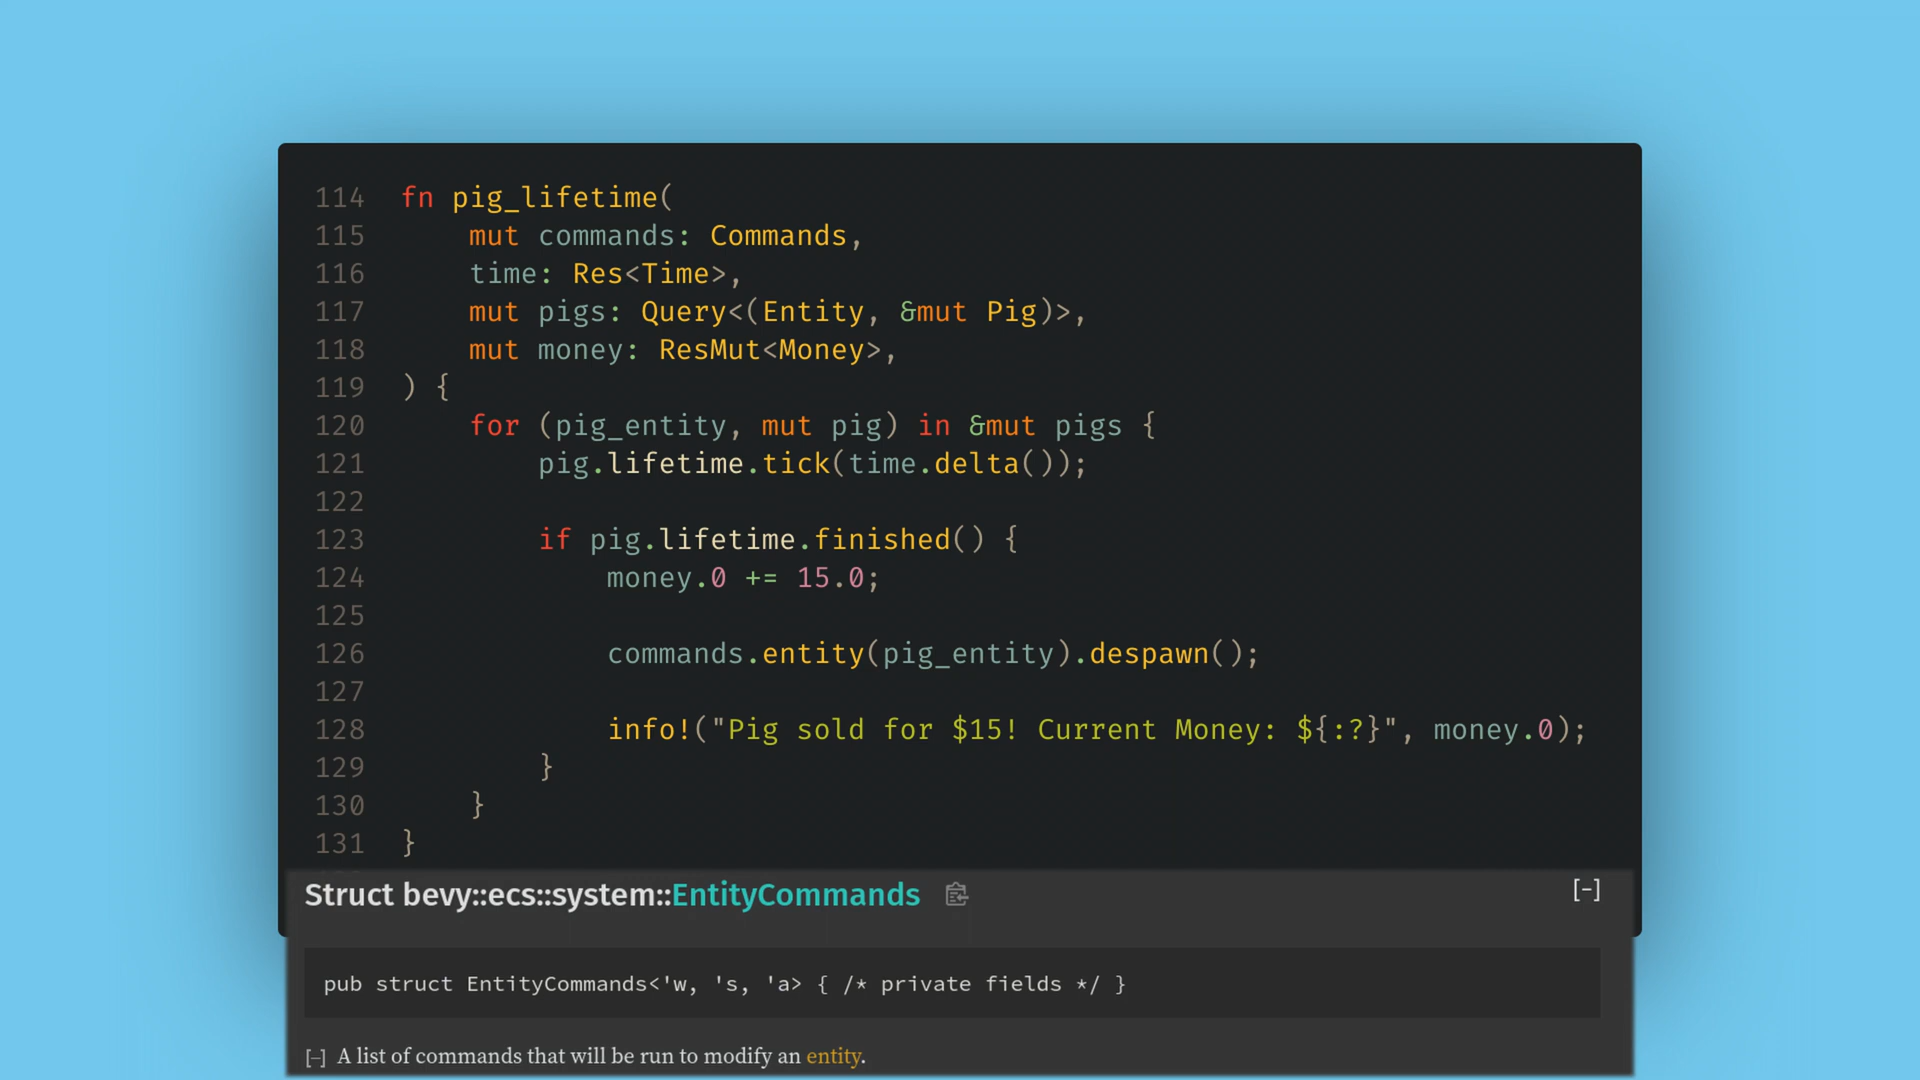 114 fn pig_lifetime(
115     mut commands: Commands,
116     time: Res<Time>,
117     mut pigs: Query<(Entity, &mut Pig)>,
118     mut money: ResMut<Money>,
119 ) {
120     for (pig_entity, mut pig) in &mut pigs {
121         pig.lifetime.tick(time.delta());
122
123         if pig.lifetime.finished() {
124             money.0 += 15.0;
125
126             commands.entity(pig_entity).despawn();
127
128             info!("Pig sold for $15! Current Money: ${:?}", money.0);
129         }
130     }
131 }
Struct bevy::ecs::system::EntityCommands [-]
pub struct EntityCommands<'w, 's, 'a> { /* private fields */ }
[-] A list of commands that will be run to modify an entity.